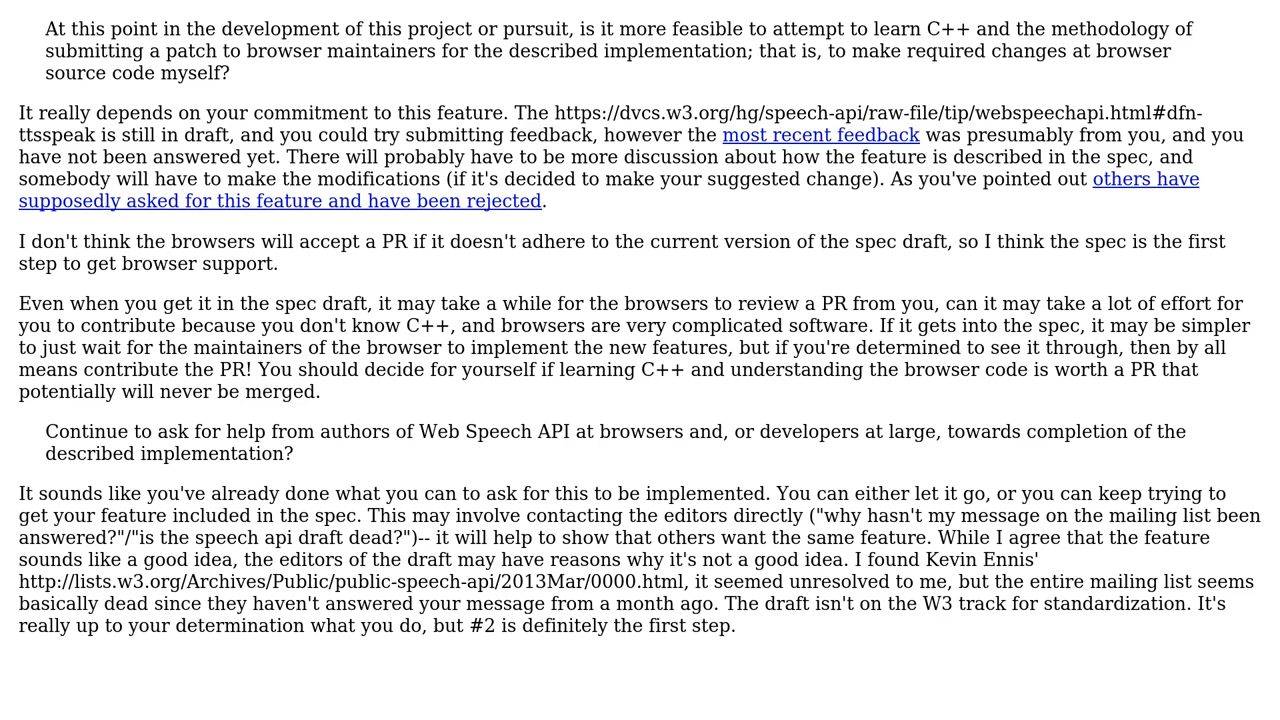 At this point in the development of this project or pursuit, is it more feasible to attempt to learn C++ and the methodology of
submitting a patch to browser maintainers for the described implementation; that is, to make required changes at browser
source code myself?
It really depends on your commitment to this feature. The https://dvcs.w3.org/hg/speech-api/raw-file/tip/webspeechapi.html#dfn-
ttsspeak is still in draft, and you could try submitting feedback, however the most recent feedback was presumably from you, and you
have not been answered yet. There will probably have to be more discussion about how the feature is described in the spec, and
somebody will have to make the modifications (if it's decided to make your suggested change). As you've pointed out others have
supposedly asked for this feature and have been rejected.
I don't think the browsers will accept a PR if it doesn't adhere to the current version of the spec draft, so I think the spec is the first
step to get browser support.
Even when you get it in the spec draft, it may take a while for the browsers to review a PR from you, can it may take a lot of effort for
you to contribute because you don't know C++, and browsers are very complicated software. If it gets into the spec, it may be simpler
to just wait for the maintainers of the browser to implement the new features, but if you're determined to see it through, then by all
means contribute the PR! You should decide for yourself if learning C++ and understanding the browser code is worth a PR that
potentially will never be merged.
Continue to ask for help from authors of Web Speech API at browsers and, or developers at large, towards completion of the
described implementation?
It sounds like you've already done what you can to ask for this to be implemented. You can either let it go, or you can keep trying to
get your feature included in the spec. This may involve contacting the editors directly ("why hasn't my message on the mailing list been
answered?"/"is the speech api draft dead?")-- it will help to show that others want the same feature. While I agree that the feature
sounds like a good idea, the editors of the draft may have reasons why it's not a good idea. I found Kevin Ennis'
http://lists.w3.org/Archives/Public/public-speech-api/2013Mar/0000.html, it seemed unresolved to me, but the entire mailing list seems
basically dead since they haven't answered your message from a month ago. The draft isn't on the W3 track for standardization. It's
really up to your determination what you do, but #2 is definitely the first step.